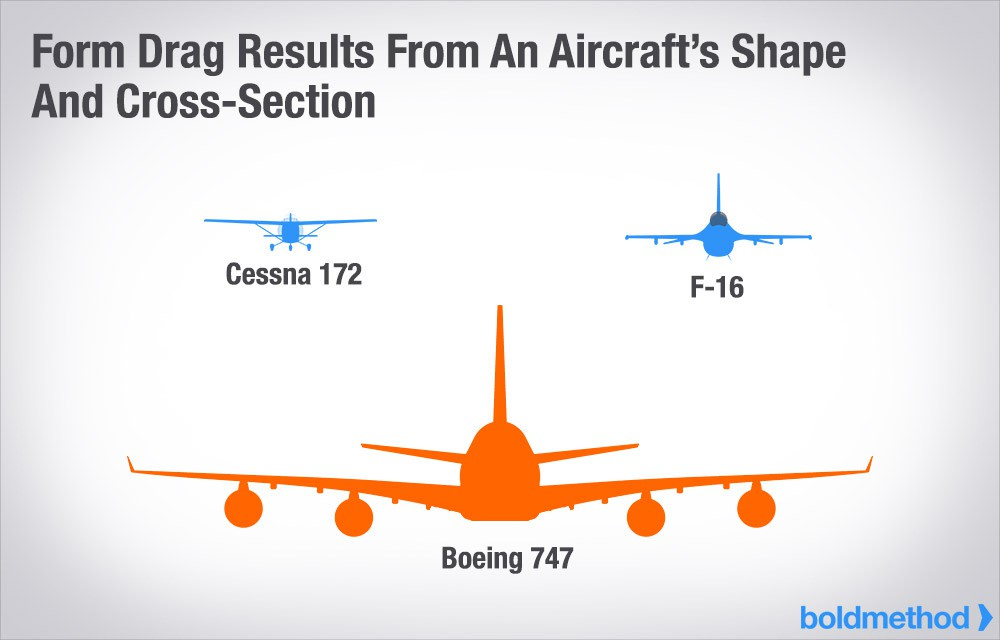 Form Drag Results From An Aircraft’s Shape
And Cross-Section
Cessna 172
F-16
Boeing 747
boldmethod